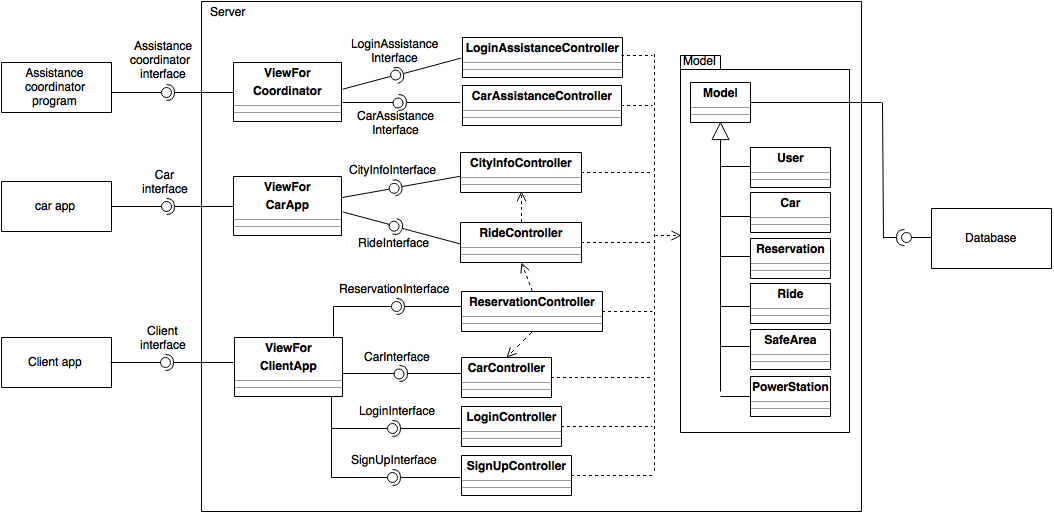 Server
Assistance
coordinator
interface
LoginAssistance
Interface
LoginAssistanceController
Assistance
coordinator
program
ViewFor
Coordinator
CarAssistanceController
CarAssistance
Interface
Model
Model
Car
interface
CityInfoInterface
CityInfoController
User
car app
ViewFor
CarApp
RideInterface
RideController
Car
Reservation
Database
ReservationInterface
ReservationController
Ride
Client
interface
Client app
ViewFor
ClientApp
CarInterface
CarController
SafeArea
PowerStation
LoginInterface
LoginController
SignUpInterface
SignUpController